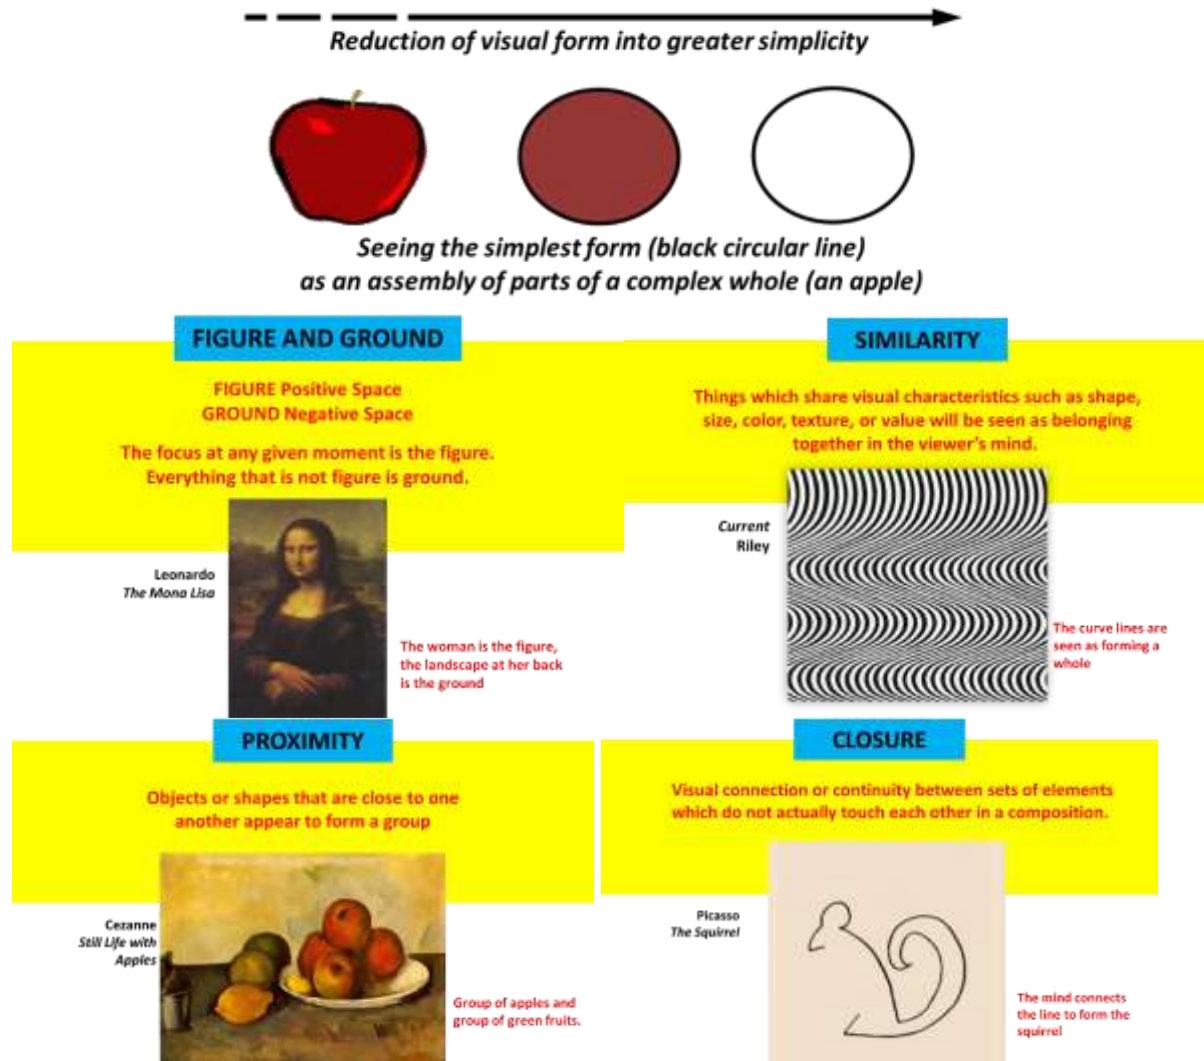 Reduction of visual form into greater simplicity
Seeing the simplest form (black circular line)
as an assembly of parts of a complex whole (an apple)
FIGURE AND GROUND
FIGURE Positive Space
GROUND Negative Space
The focus at any given moment is the figure.
Everything that is not figure is ground.
Leonardo
The Mona Lisa
The woman is the figure,
the landscape at her back
is the ground
SIMILARITY
Things which share visual characteristics such as shape,
size, color, texture, or value will be seen as belonging
together in the viewer's mind.
Current
Riley
The curve lines are
seen as forming a
whole
PROXIMITY
Objects or shapes that are close to one
another appear to form a group
Cezanne
Still Life with
Apples
Group of apples and
group of green fruits.
CLOSURE
Visual connection or continuity between sets of elements
which do not actually touch each other in a composition.
Picasso
The Squirrel
The mind connects
the line to form the
squirrel